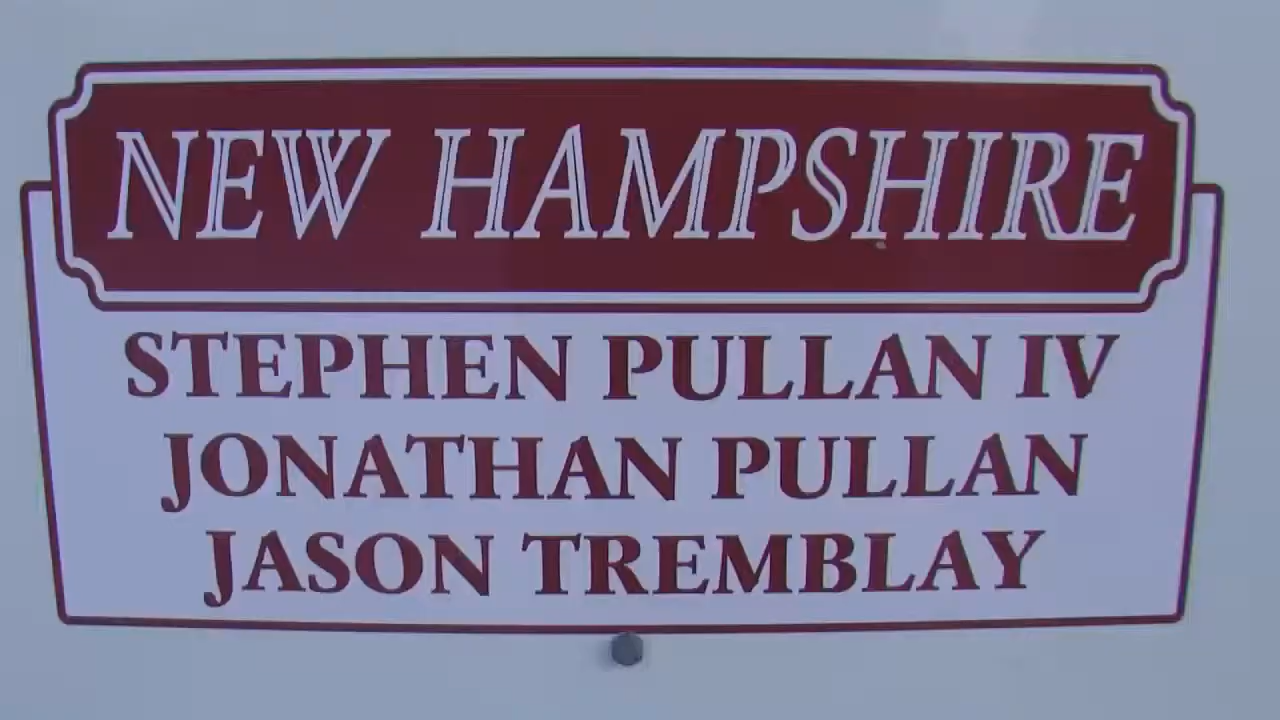 NEW HAMPSHIRE
STEPHEN PULLAN IV
JONATHAN PULLAN
JASON TREMBLAY